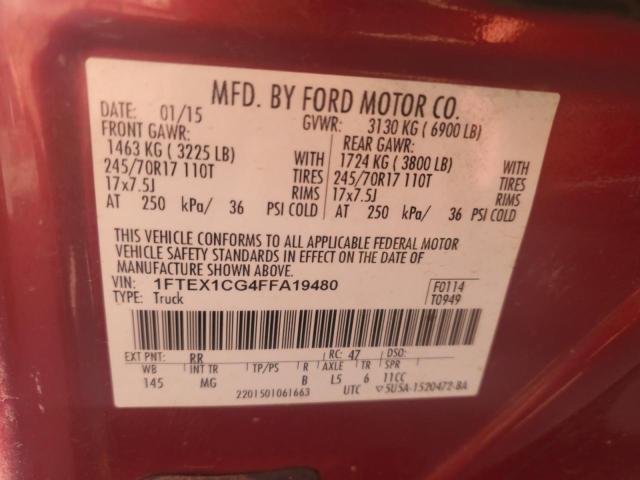 MFD. BY FORD MOTOR CO.
DATE: 01/15 GVWR: 3130 KG ( 6900 LB)
FRONT GAWR: REAR GAWR:
1463 KG ( 3225 LB) WITH 1724 KG ( 3800 LB) WITH
245/70R17 110T TIRES 245/70R17 110T TIRES
17x7.5J RIMS 17x7.5J RIMS
AT 250 kPa/ 36 PSI COLD AT 250 kPa/ 36 PSI COLD
THIS VEHICLE CONFORMS TO ALL APPLICABLE FEDERAL MOTOR
VEHICLE SAFETY STANDARDS IN EFFECT ON THE DATE OF
MANUFACTURE SHOWN ABOVE.
VIN: 1FTEX1CG4FFA19480 F0114
TYPE: Truck T0949
EXT PNT: RR RC: 47 DSO:
WB INT TR TP/PS R AXLE TR
145 MG B L5 6 11CC
2201501061663 UTC ▽5U5A-1520472-BA